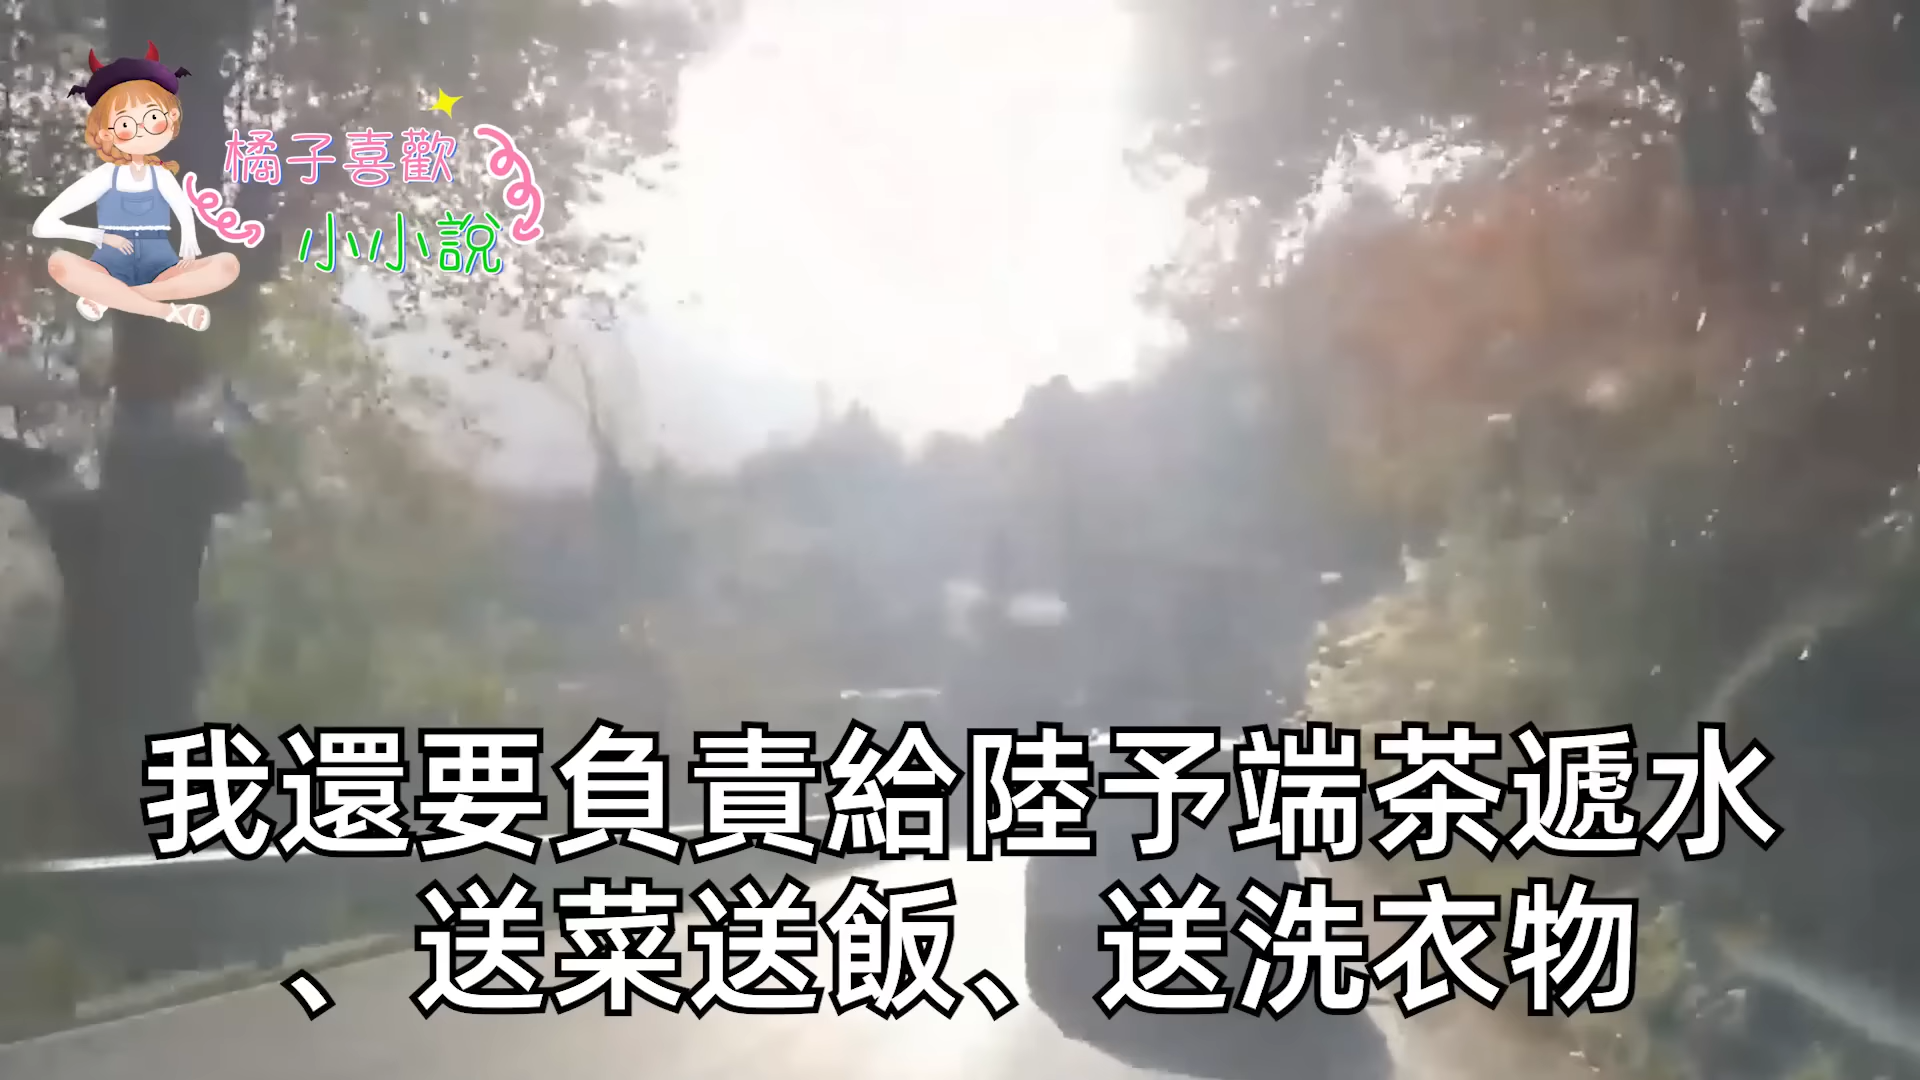 橘子喜歡
小小說
我還要負責給陸予端茶遞水
、送菜送飯、送洗衣物